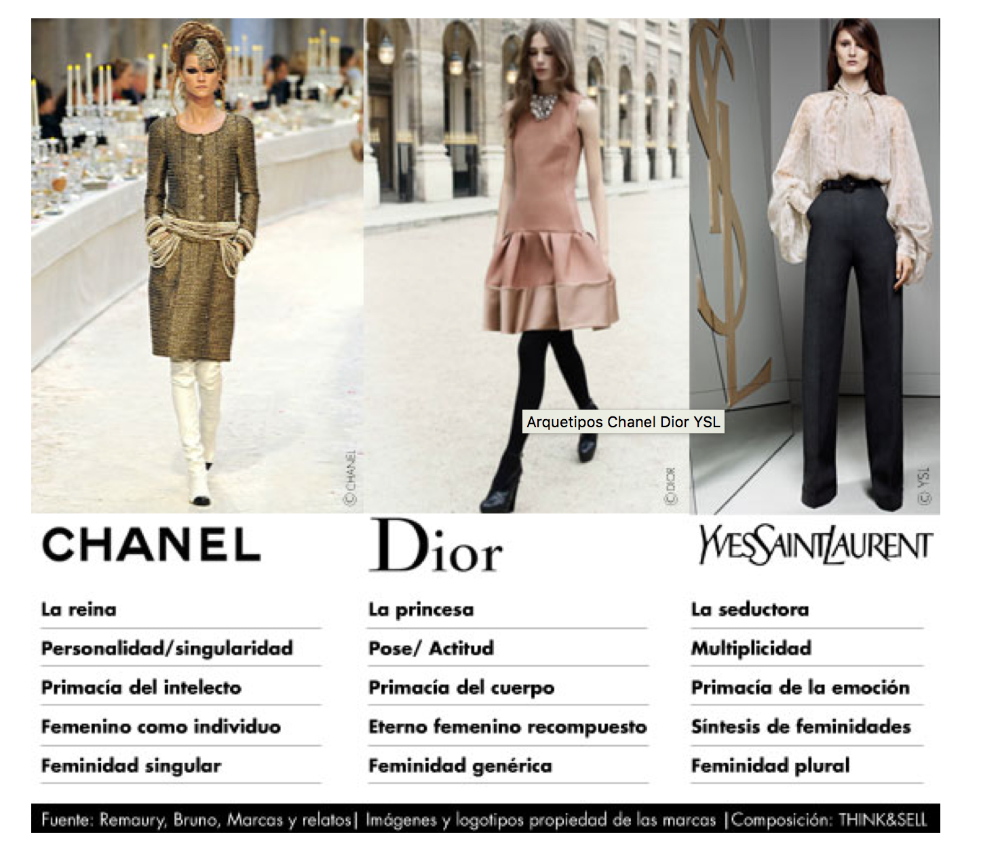 Arquetipos Chanel Dior YSL
© CHANEL
© DIOR
© YSL
YSL
CHANEL
Dior
YVESSAINTLAURENT
La reina
Personalidad/singularidad
Primacía del intelecto
Femenino como individuo
Feminidad singular
La princesa
Pose/ Actitud
Primacía del cuerpo
Eterno femenino recompuesto
Feminidad genérica
La seductora
Multiplicidad
Primacía de la emoción
Síntesis de feminidades
Feminidad plural
Fuente: Remaury, Bruno, Marcas y relatos| Imágenes y logotipos propiedad de las marcas |Composición: THINK&SELL